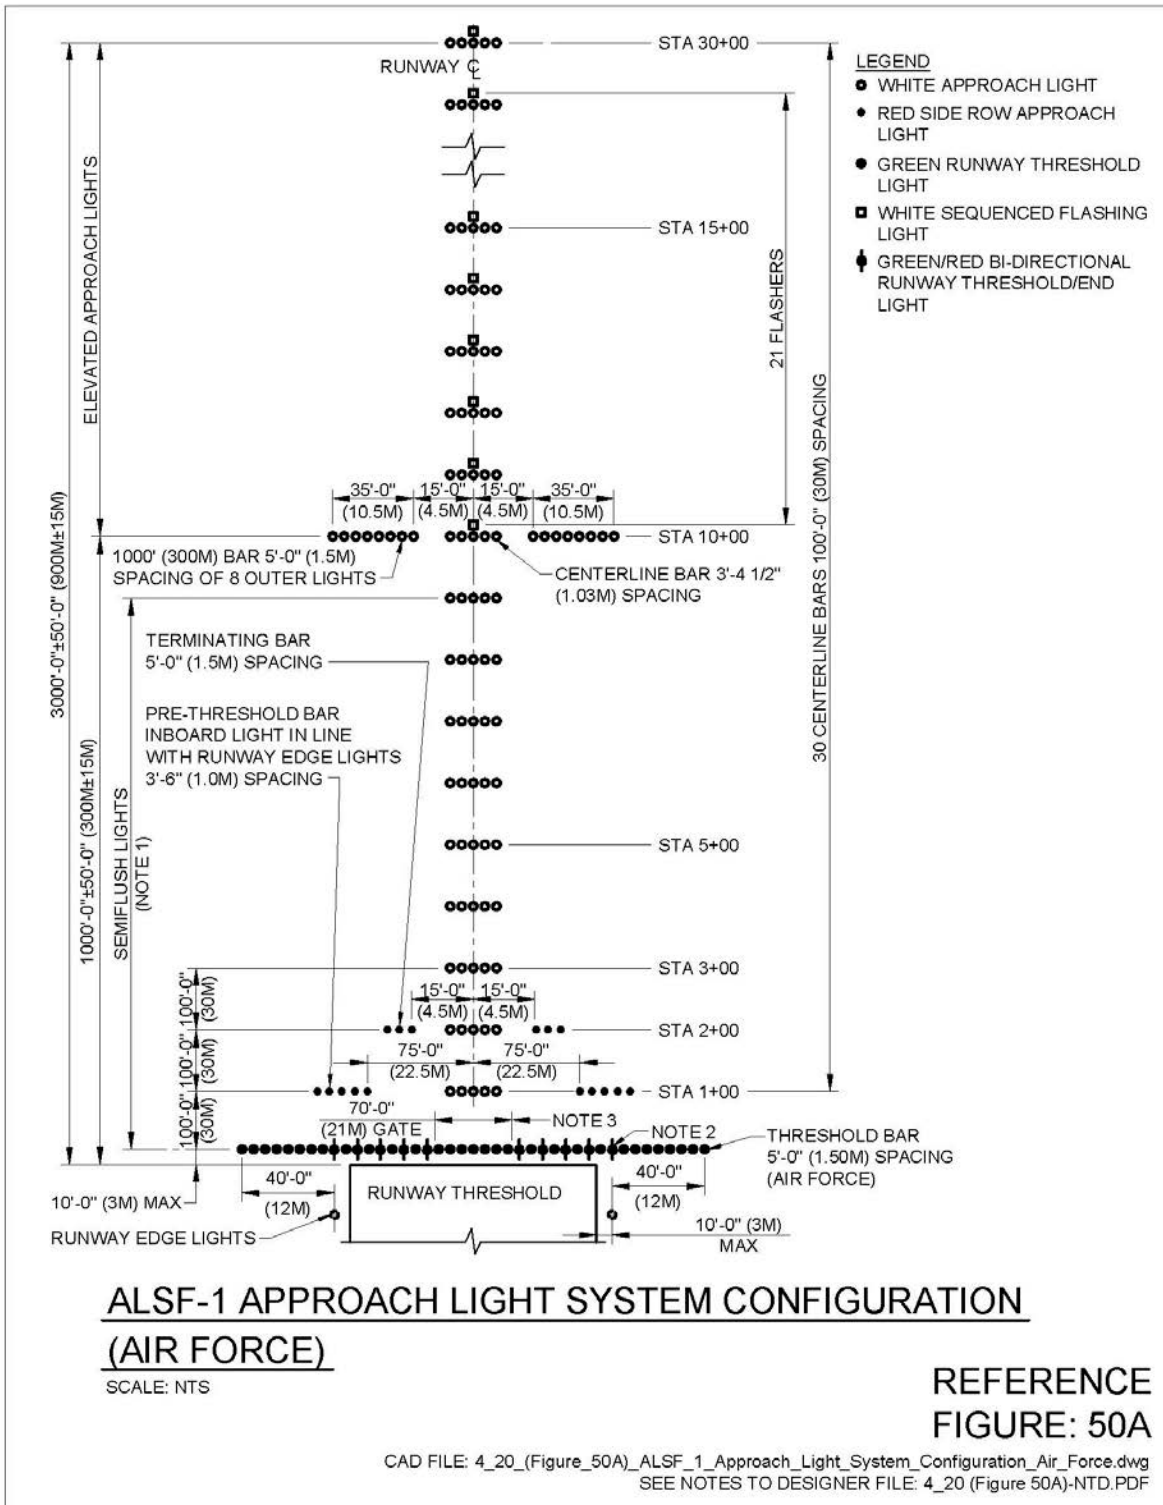 STA 30+00
RUNWAY ℄
LEGEND
WHITE APPROACH LIGHT
RED SIDE ROW APPROACH
LIGHT
GREEN RUNWAY THRESHOLD
LIGHT
WHITE SEQUENCED FLASHING
LIGHT
GREEN/RED BI-DIRECTIONAL
RUNWAY THRESHOLD/END
LIGHT
ELEVATED APPROACH LIGHTS
STA 15+00
21 FLASHERS
30 CENTERLINE BARS 100'-0" (30M) SPACING
3000'-0"±50'-0" (900M±15M)
35'-0" 15'-0" 15'-0" 35'-0"
(10.5M) (4.5M) (4.5M) (10.5M)
STA 10+00
1000' (300M) BAR 5'-0" (1.5M)
SPACING OF 8 OUTER LIGHTS
CENTERLINE BAR 3'-4 1/2"
(1.03M) SPACING
TERMINATING BAR
5'-0" (1.5M) SPACING
PRE-THRESHOLD BAR
INBOARD LIGHT IN LINE
WITH RUNWAY EDGE LIGHTS
3'-6" (1.0M) SPACING
1000'-0"±50'-0" (300M±15M)
SEMIFLUSH LIGHTS
(NOTE 1)
STA 5+00
STA 3+00
100'-0"
(30M)
15'-0" 15'-0"
(4.5M) (4.5M)
STA 2+00
100'-0"
(30M)
75'-0" 75'-0"
(22.5M) (22.5M)
STA 1+00
100'-0"
(30M)
70'-0"
(21M) GATE
NOTE 3
NOTE 2
THRESHOLD BAR
5'-0" (1.50M) SPACING
(AIR FORCE)
10'-0" (3M) MAX
40'-0"
(12M)
RUNWAY THRESHOLD
40'-0"
(12M)
RUNWAY EDGE LIGHTS
10'-0" (3M)
MAX
ALSF-1 APPROACH LIGHT SYSTEM CONFIGURATION
(AIR FORCE)
SCALE: NTS
REFERENCE
FIGURE: 50A
CAD FILE: 4_20_(Figure_50A)_ALSF_1_Approach_Light_System_Configuration_Air_Force.dwg
SEE NOTES TO DESIGNER FILE: 4_20 (Figure 50A)-NTD.PDF